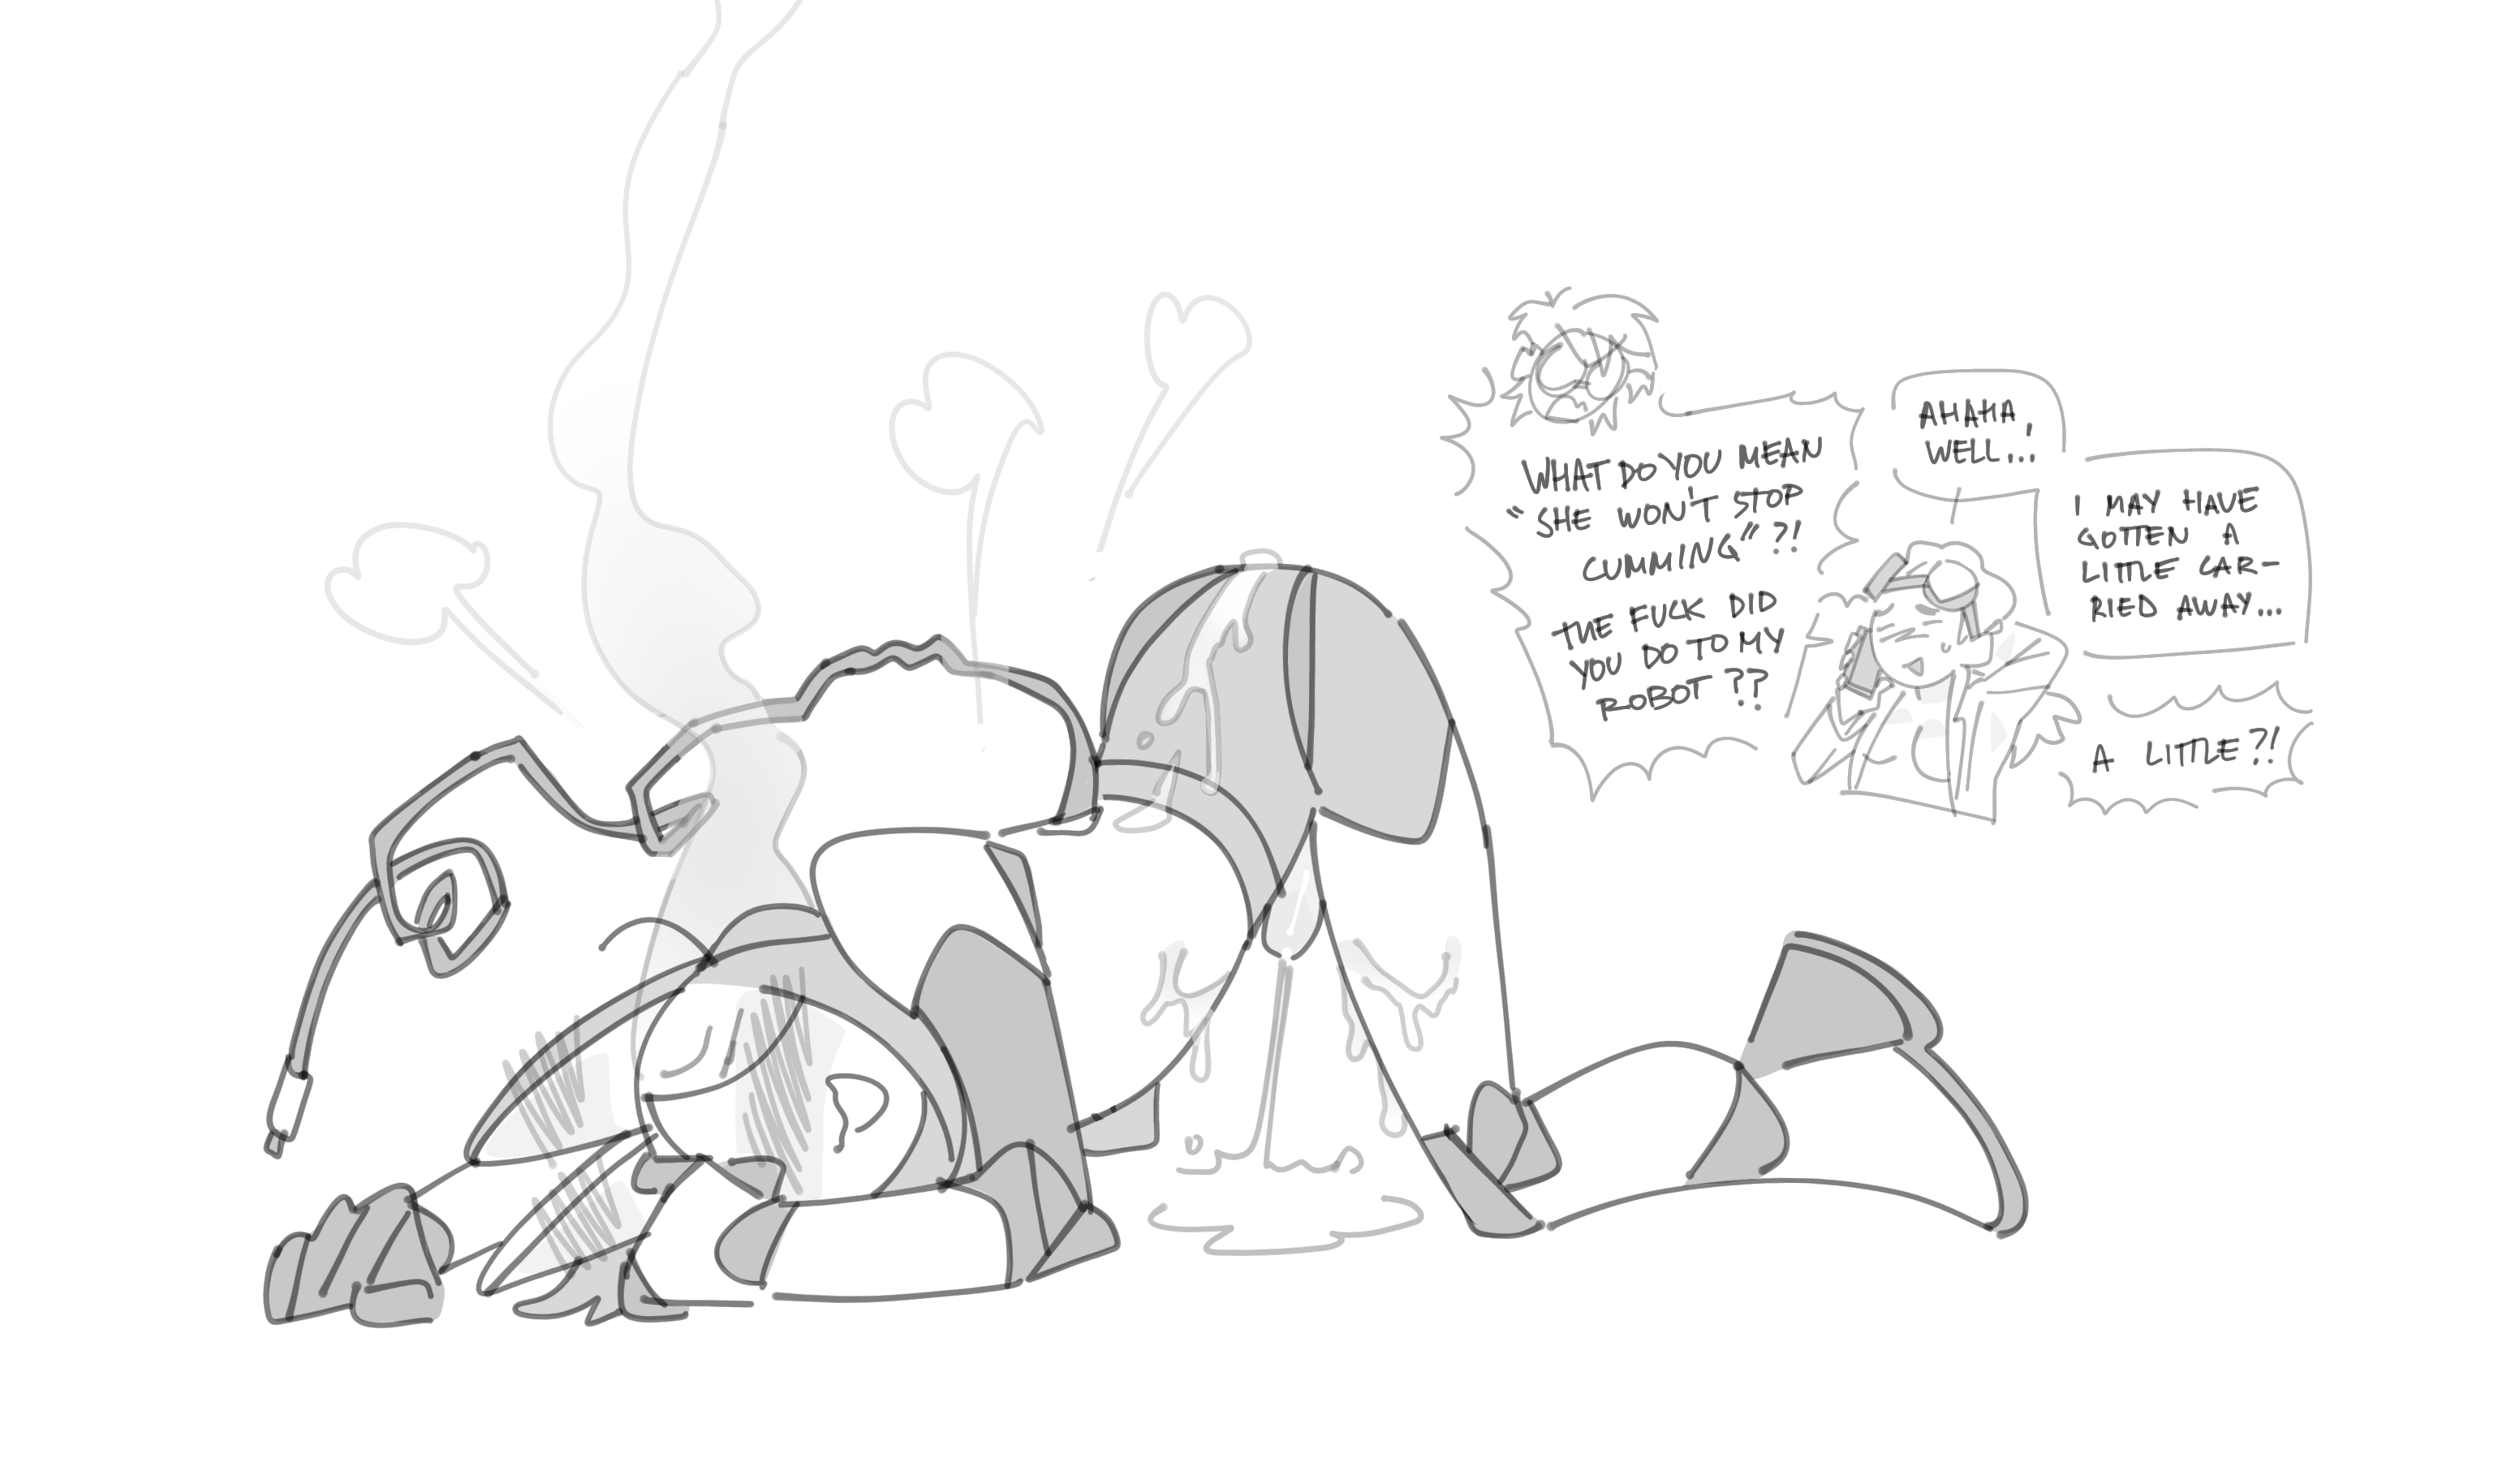 WHAT DO YOU MEAN
"SHE WON'T STOP
CUMMING"?!
THE FUCK DID
YOU DO TO MY
ROBOT??
AHAHA,
WELL...
I MAY HAVE
GOTTEN A
LITTLE CAR-
RIED AWAY...
A LITTLE?!